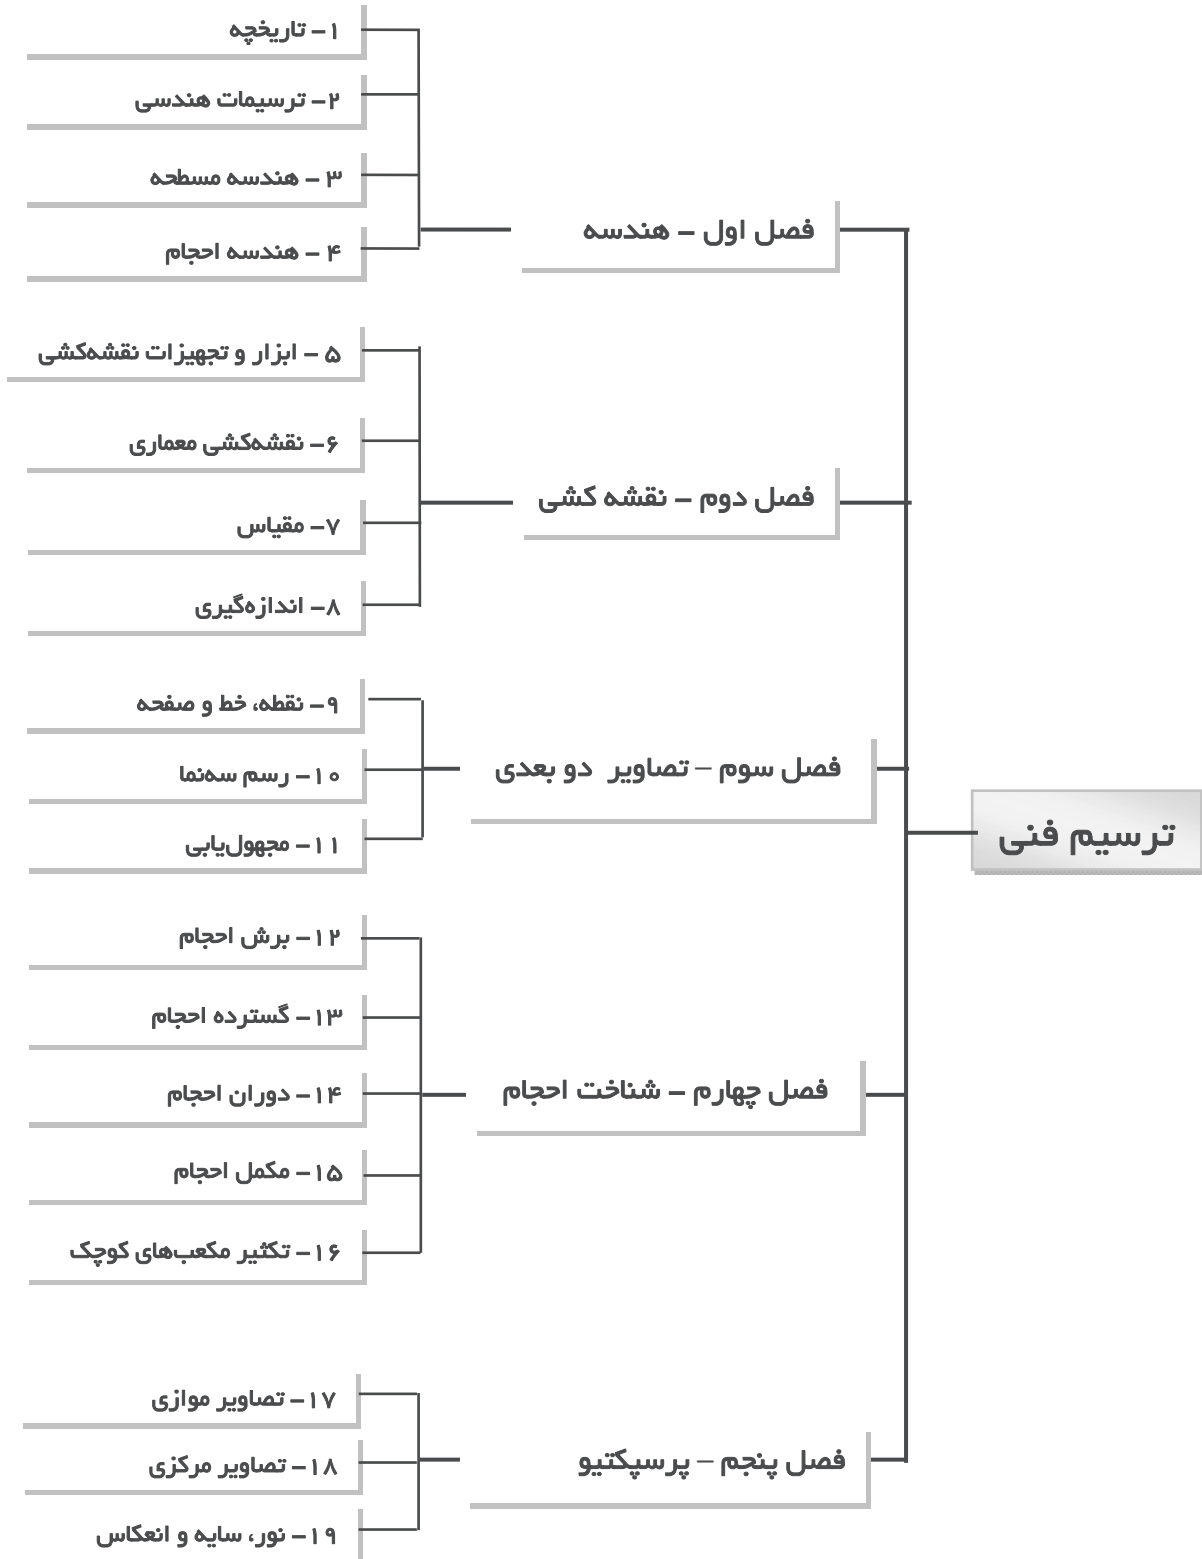 ترسیم فنی
فصل اول - هندسه
۱- تاریخچه
۲- ترسیمات هندسی
۳ - هندسه مسطحه
۴ - هندسه احجام
فصل دوم - نقشه کشی
۵ - ابزار و تجهیزات نقشه‌کشی
۶- نقشه‌کشی معماری
۷- مقیاس
۸- اندازه‌گیری
فصل سوم – تصاویر دو بعدی
۹- نقطه، خط و صفحه
۱۰- رسم سه‌نما
۱۱- مجهول‌یابی
فصل چهارم - شناخت احجام
۱۲- برش احجام
۱۳- گسترده احجام
۱۴- دوران احجام
۱۵- مکمل احجام
۱۶- تکثیر مکعب‌های کوچک
فصل پنجم – پرسپکتیو
۱۷- تصاویر موازی
۱۸- تصاویر مرکزی
۱۹- نور، سایه و انعکاس